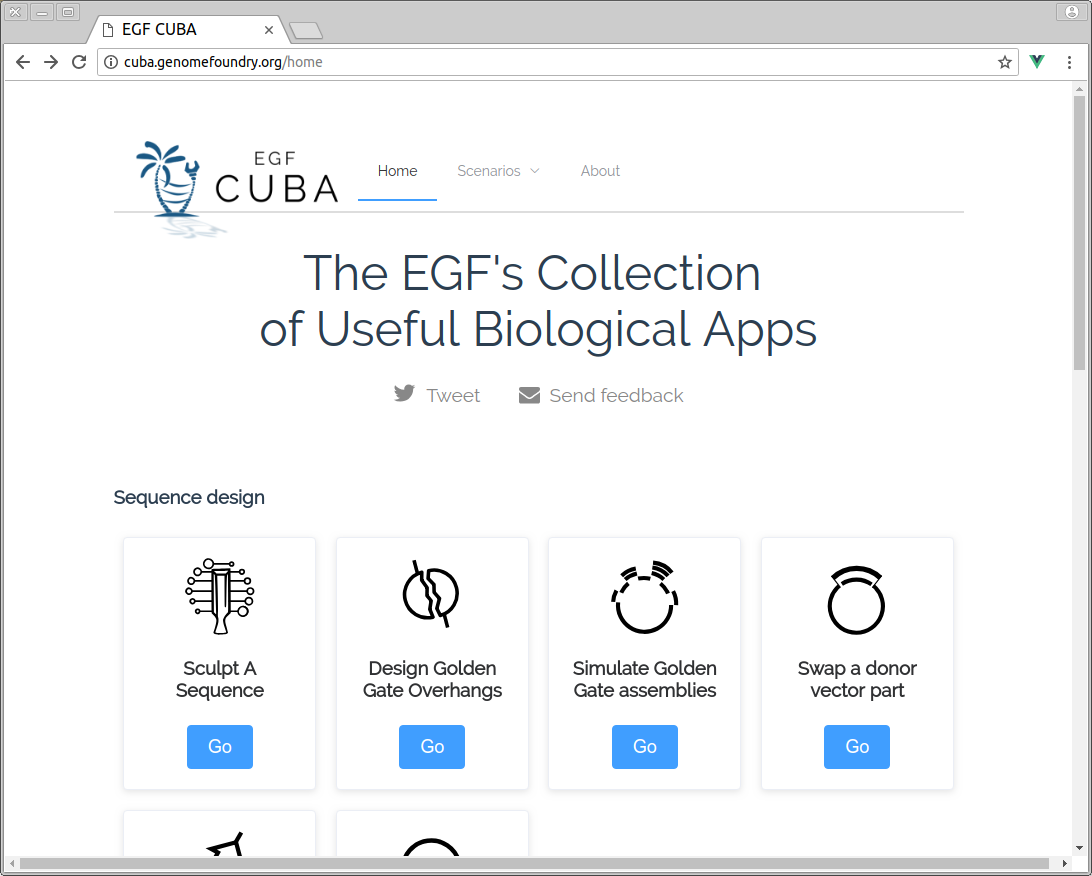 EGF CUBA
cuba.genomefoundry.org/home
EGF
CUBA
Home Scenarios About
The EGF's Collection
of Useful Biological Apps
Tweet Send feedback
Sequence design
Sculpt A
Sequence
Go
Design Golden
Gate Overhangs
Go
Simulate Golden
Gate assemblies
Go
Swap a donor
vector part
Go